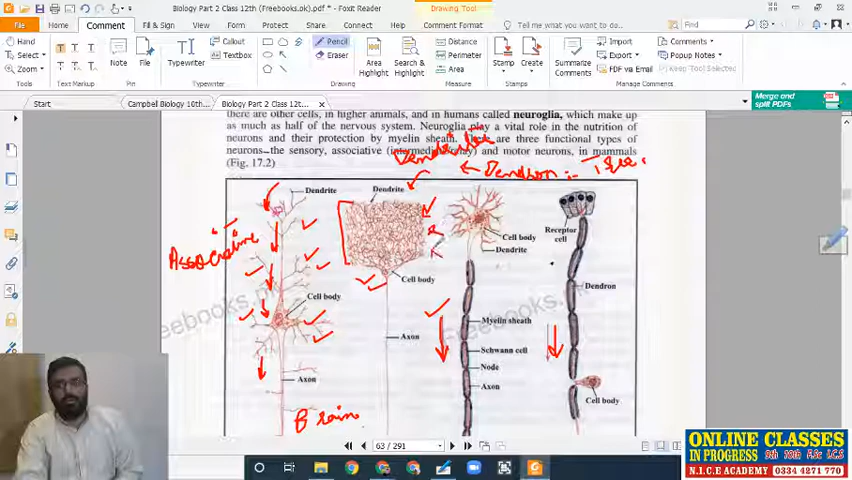 Biology Part 2 Class 12th (Freebooks.ok).pdf * - Foxit Reader
Drawing Tool
File
Home
Comment
Fill & Sign
View
Form
Protect
Share
Connect
Help
Extras
Comment Format
Tell me what you want to do...
Find
Hand
Select
Zoom
Text Markup
Note
File
Typewriter
Callout
Textbox
Typewriter
Pencil
Eraser
Drawing
Area Highlight
Search & Highlight
Distance
Perimeter
Area
Measure
Stamp
Create
Stamps
Summarize Comments
Import
Export
FDF via Email
Comments
Popup Notes
Keep Tool Selected
Manage Comments
Start
Campbell Biology 10th...
Biology Part 2 Class 12t...
Merge and split PDFs
there are other cells, in higher animals, and in humans called neuroglia, which make up
as much as half of the nervous system. Neuroglia play a vital role in the nutrition of
neurons and their protection by myelin sheath. There are three functional types of
neurons–the sensory, associative (intermediate/relay) and motor neurons, in mammals
(Fig. 17.2)
Dendron
Associative
Dendrite
Dendrite
Cell body
Dendrite
Receptor cell
Cell body
Dendron
Cell body
Axon
Myelin sheath
Schwann cell
Node
Axon
Axon
Cell body
Brain
freebooks.
freebooks.
63 / 291
ONLINE CLASSES
IN PREPARATIONS
9th 10th F.Sc I.C.S
N.I.C.E ACADEMY
0334 4271 770